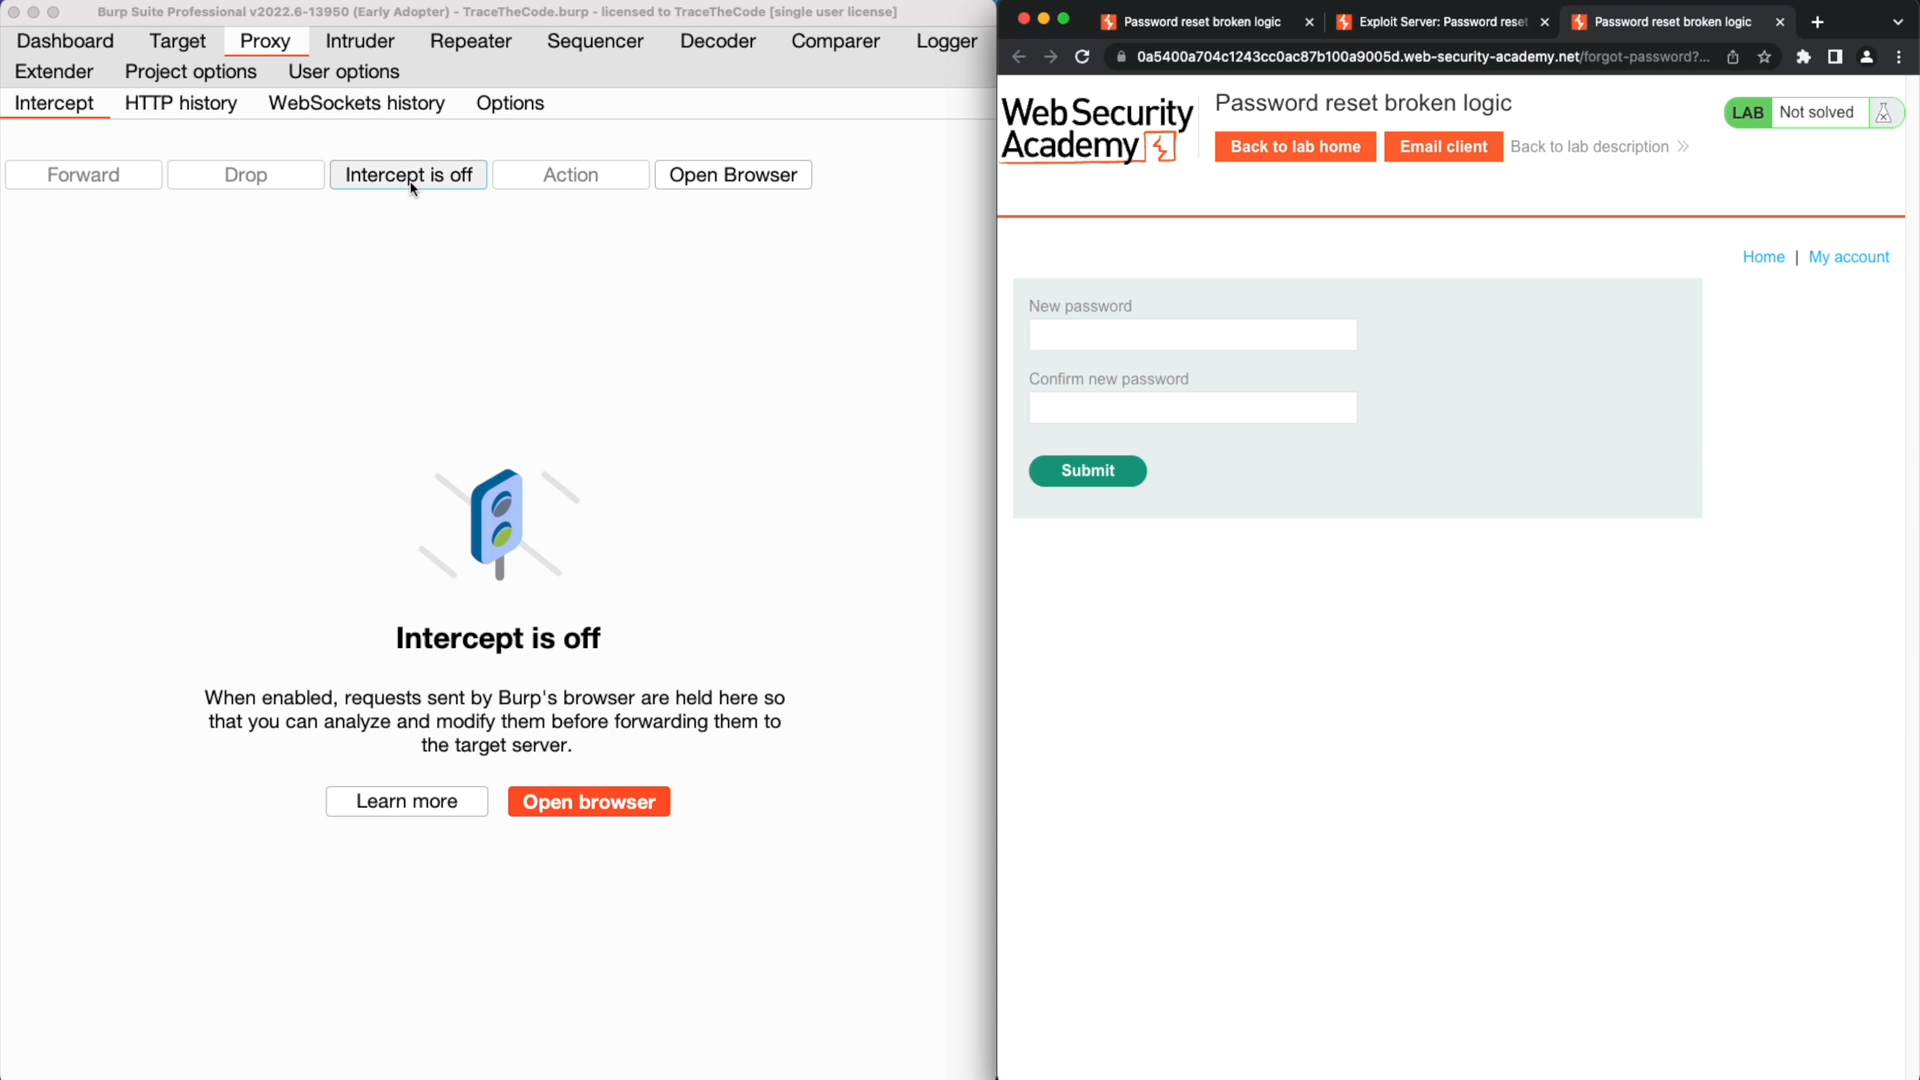 Burp Suite Professional v2022.6-13950 (Early Adopter) - TraceTheCode.burp - licensed to TraceTheCode [single user license]
Dashboard Target Proxy Intruder Repeater Sequencer Decoder Comparer Logger
Extender Project options User options
Intercept HTTP history WebSockets history Options
Forward Drop Intercept is off Action Open Browser
Intercept is off
When enabled, requests sent by Burp's browser are held here so
that you can analyze and modify them before forwarding them to
the target server.
Learn more Open browser
Password reset broken logic Exploit Server: Password reset Password reset broken logic
0a5400a704c1243cc0ac87b100a9005d.web-security-academy.net/forgot-password?...
WebSecurity
Academy
Password reset broken logic
LAB Not solved
Back to lab home Email client Back to lab description
Home | My account
New password
Confirm new password
Submit